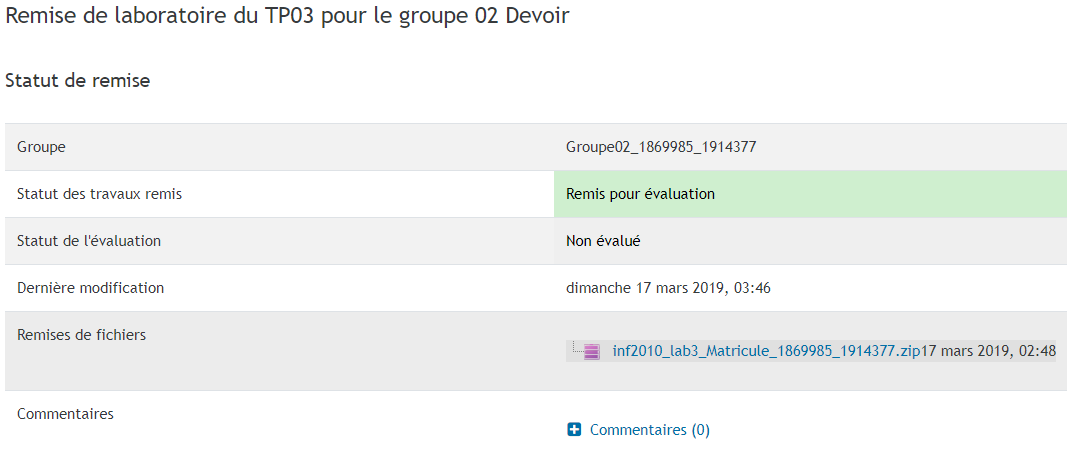 Remise de laboratoire du TP03 pour le groupe 02 Devoir
Statut de remise
Groupe Groupe02_1869985_1914377
Statut des travaux remis Remis pour évaluation
Statut de l'évaluation Non évalué
Dernière modification dimanche 17 mars 2019, 03:46
Remises de fichiers
inf2010_lab3_Matricule_1869985_1914377.zip17 mars 2019, 02:48
Commentaires
Commentaires (0)